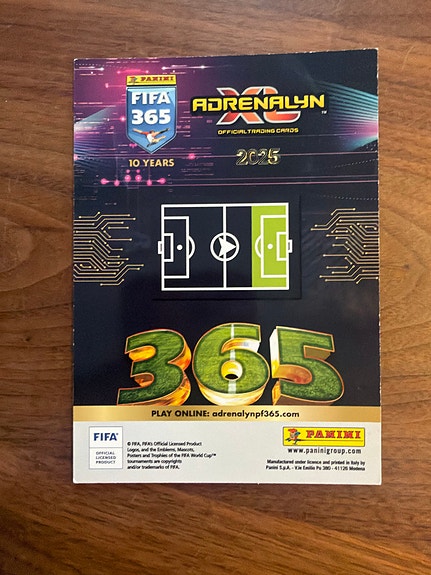 PANINI
FIFA
365
ADRENALYN
XL™
OFFICIAL TRADING CARDS
10 YEARS
2025
365
PLAY ONLINE: adrenalynpf365.com
FIFA®
OFFICIAL
LICENSED
PRODUCT
© FIFA, FIFA's Official Licensed Product
Logos, and the Emblems, Mascots,
Posters and Trophies of the FIFA World Cup™
tournaments are copyrights
and/or trademarks of FIFA.
PANINI
www.paninigroup.com
Manufactured under licence and printed in Italy by
Panini S.p.A. - V.le Emilio Po 380 - 41126 Modena